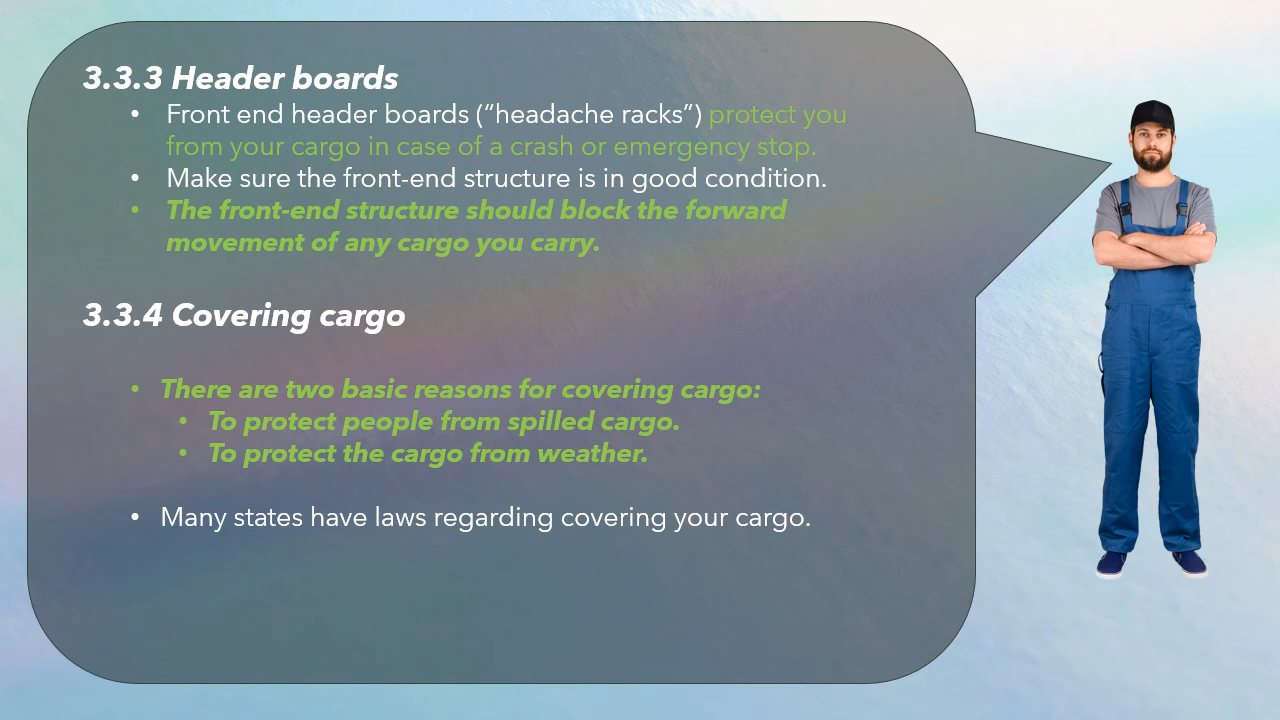 3.3.3 Header boards
• Front end header boards (“headache racks”) protect you
from your cargo in case of a crash or emergency stop.
• Make sure the front-end structure is in good condition.
• The front-end structure should block the forward
movement of any cargo you carry.
3.3.4 Covering cargo
• There are two basic reasons for covering cargo:
• To protect people from spilled cargo.
• To protect the cargo from weather.
• Many states have laws regarding covering your cargo.